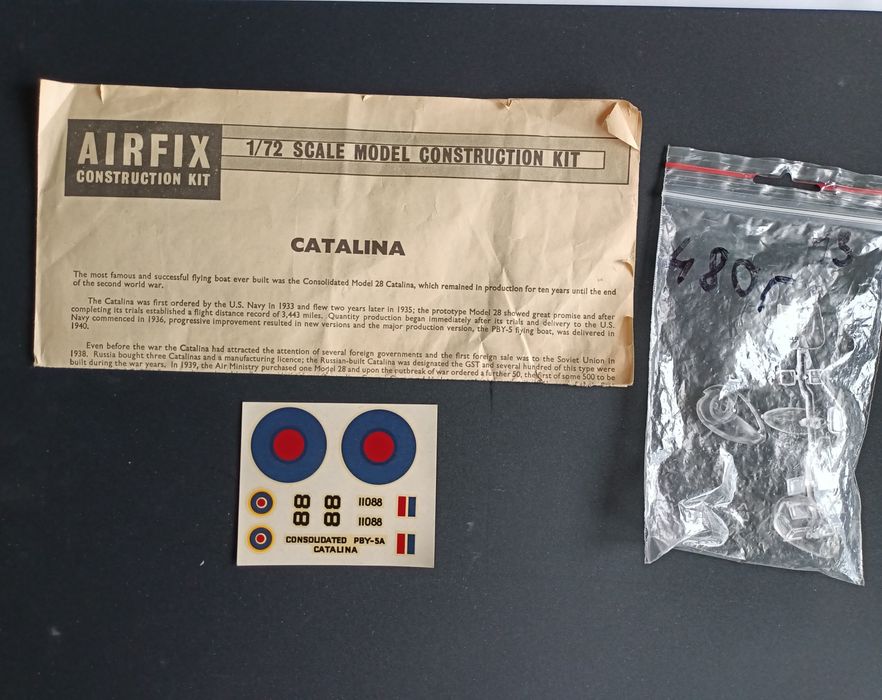 AIRFIX
CONSTRUCTION KIT
1/72 SCALE MODEL CONSTRUCTION KIT
CATALINA
The most famous and successful flying boat ever built was the Consolidated Model 28 Catalina, which remained in production for ten years until the end
of the second world war.
The Catalina was first ordered by the U.S. Navy in 1933 and flew two years later in 1935; the prototype Model 28 showed great promise and after
completing its trials established a flight distance record of 3,443 miles. Quantity production began immediately after its trials and delivery to the U.S.
Navy commenced in 1936, progressive improvement resulted in new versions and the major production version, the PBY-5 flying boat, was delivered in
1940.
Even before the war the Catalina had attracted the attention of several foreign governments and the first foreign sale was to the Soviet Union in
1938. Russia bought three Catalinas and a manufacturing licence; the Russian-built Catalina was designated the GST and several hundred of this type were
built during the war years. In 1939, the Air Ministry purchased one Model 28 and upon the outbreak of war ordered a further 50, the first of some 500 to be
88 88 11088
88 88 11088
CONSOLIDATED PBY-5A
CATALINA